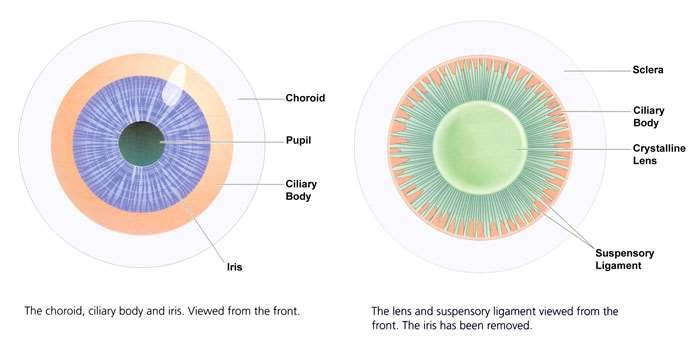 Choroid
Pupil
Ciliary
Body
Iris
The choroid, ciliary body and iris. Viewed from the front.
Sclera
Ciliary
Body
Crystalline
Lens
Suspensory
Ligament
The lens and suspensory ligament viewed from the
front. The iris has been removed.